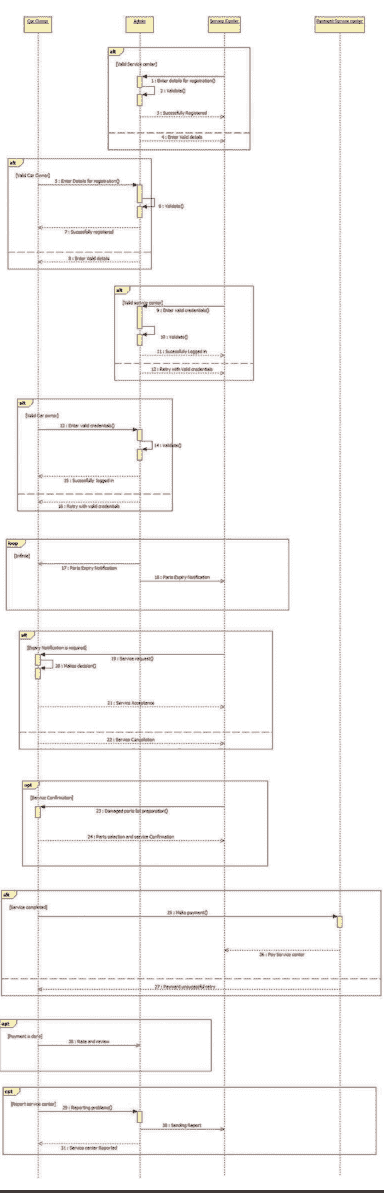 Car Owner
Admin
Service Center
Payment Service center
alt
[Valid Service center]
1 : Enter details for registration()
2 : Validate()
3 : Successfully Registered
4 : Enter Valid details
alt
[Valid Car Owner]
5 : Enter Details for registration()
6 : Validate()
7 : Successfully registered
8 : Enter Valid details
alt
[Valid service center]
9 : Enter valid credentials()
10 : Validate()
11 : Sucessfully Logged in
12 : Retry with valid credentials
alt
[Valid Car owner]
13 : Enter valid credentials()
14 : Validate()
15 : Sucessfully logged in
16 : Retry with valid credentials
loop
17 : Parts Expiry Notification
18 : Parts Expiry Notification
alt
[Expiry Notification is required]
19 : Service request()
20 : Makes decision()
21 : Service Acceptance
22 : Service Cancellation
opt
[Service Confirmation]
23 : Damaged parts list preparation()
24 : Parts selection and service Confirmation
alt
[Service completed]
25 : Make payment()
26 : Pay Service center
27 : Payment unsuccessful retry
opt
[Payment is done]
28 : Rate and review
opt
[Report service center]
29 : Reporting problems()
30 : Sending Report
31 : Service center Reported